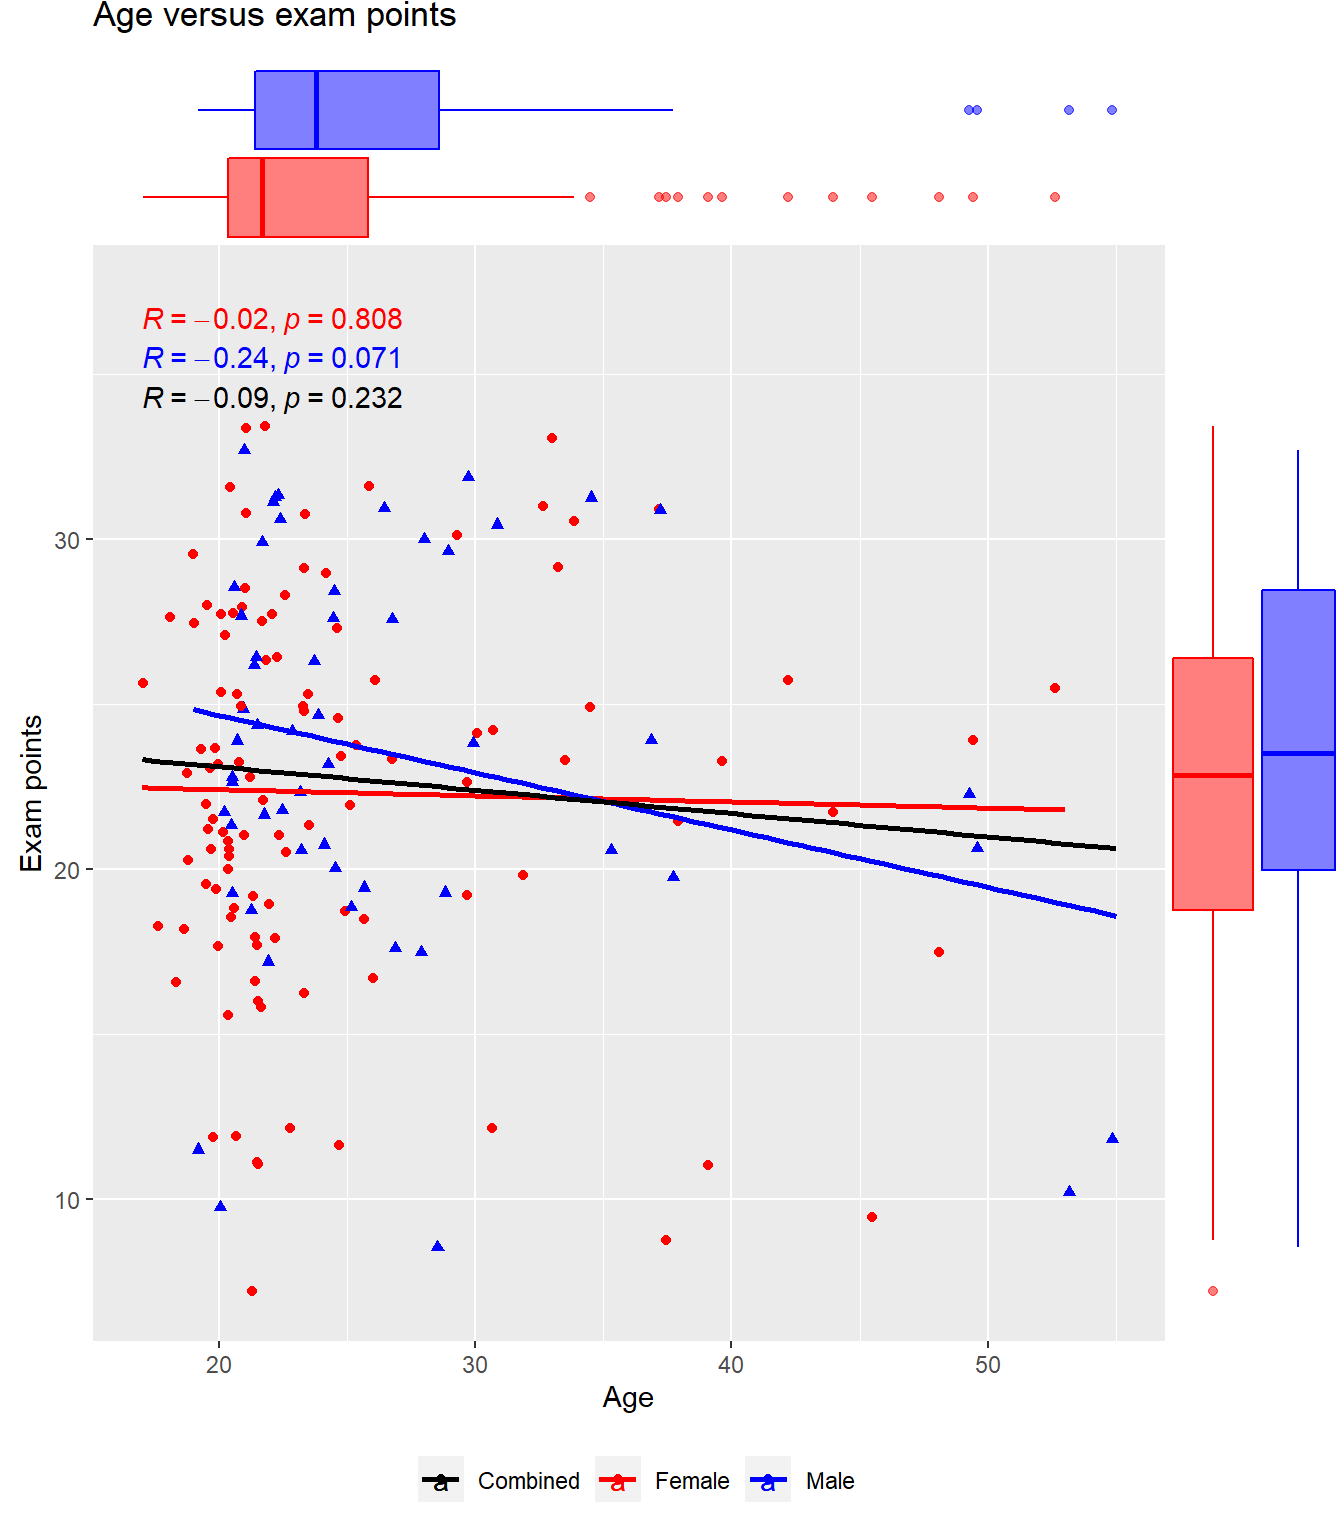 Age versus exam points
R = −0.02, p = 0.808
R = −0.24, p = 0.071
R = −0.09, p = 0.232
30
20
10
Exam points
20 30 40 50
Age
a Combined a Female a Male